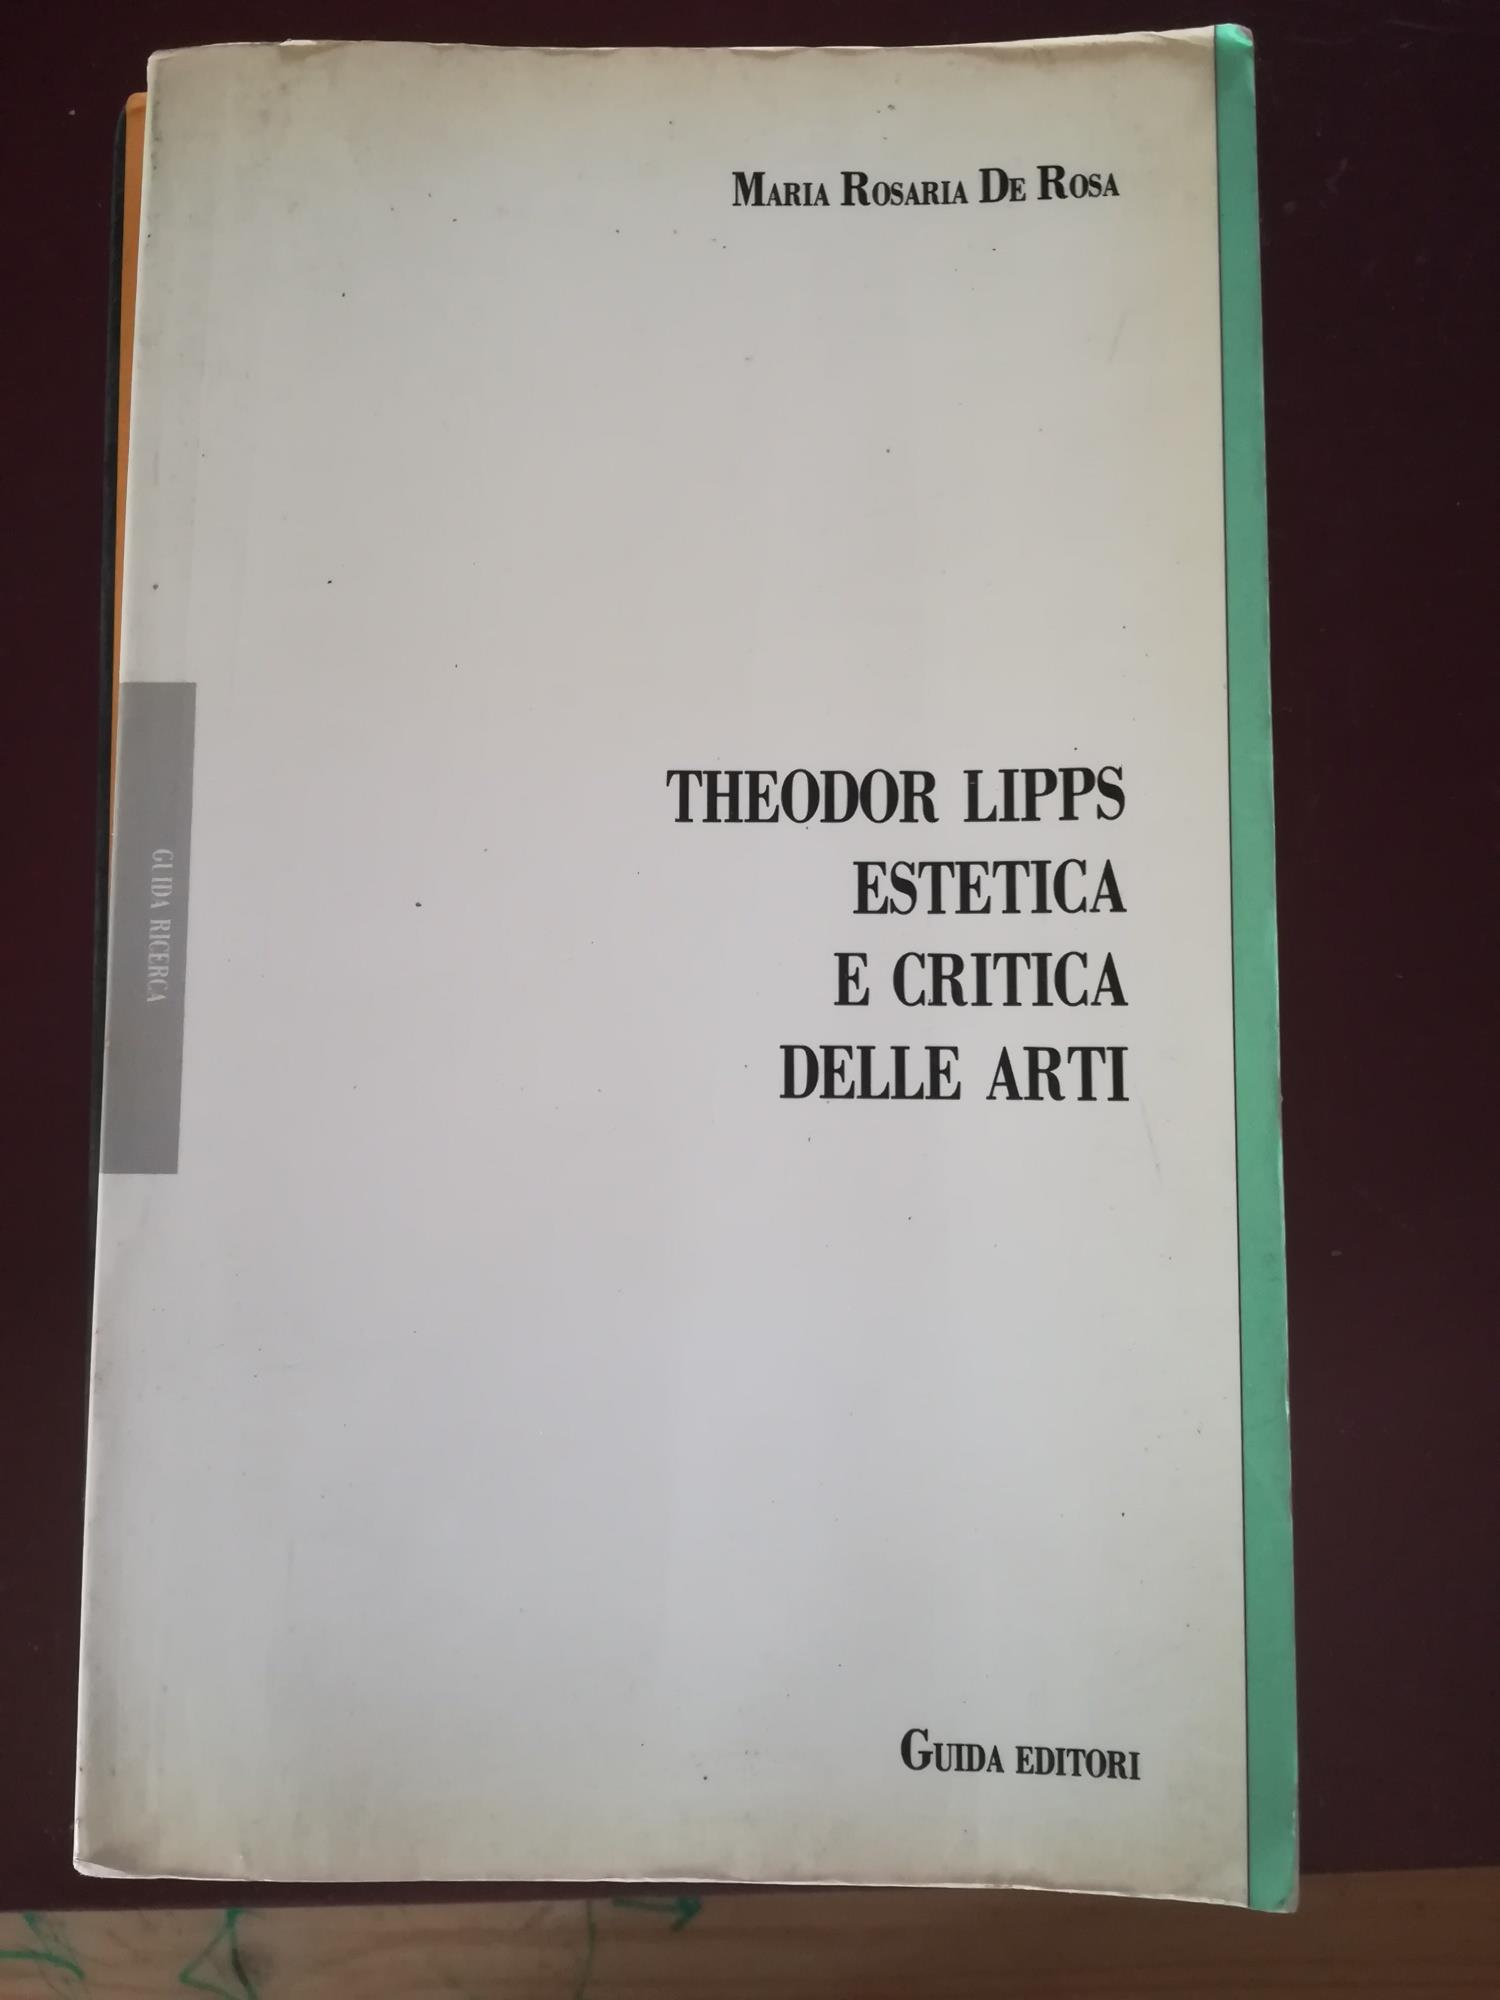 MARIA ROSARIA DE ROSA
THEODOR LIPPS
ESTETICA
E CRITICA
DELLE ARTI
GUIDA RICERCA
GUIDA EDITORI